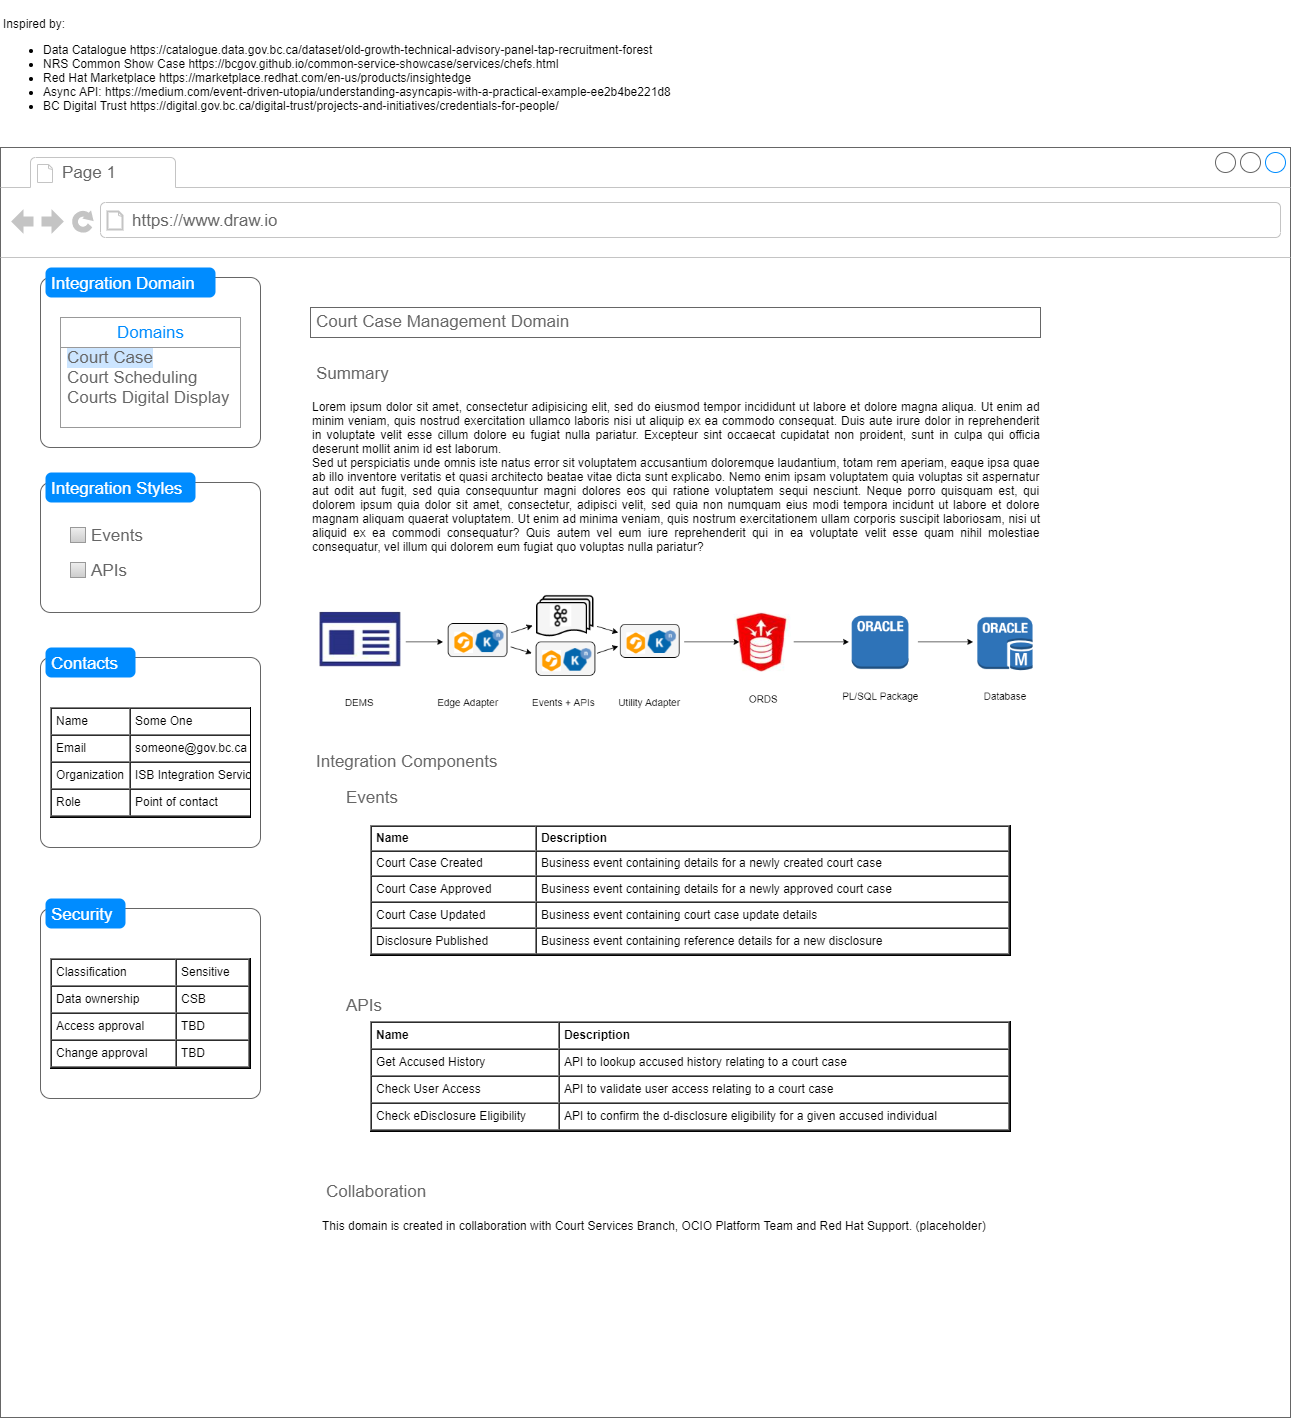 Inspired by:
Data Catalogue https://catalogue.data.gov.bc.ca/dataset/old-growth-technical-advisory-panel-tap-recruitment-forest
NRS Common Show Case https://bcgov.github.io/common-service-showcase/services/chefs.html
Red Hat Marketplace https://marketplace.redhat.com/en-us/products/insightedge
Async API: https://medium.com/event-driven-utopia/understanding-asyncapis-with-a-practical-example-ee2b4be221d8
BC Digital Trust https://digital.gov.bc.ca/digital-trust/projects-and-initiatives/credentials-for-people/
Page 1
https://www.draw.io
Integration Domain
Domains
Court Case
Court Scheduling
Courts Digital Display
Integration Styles
Events
APIs
Contacts
Name Some One
Email someone@gov.bc.ca
Organization ISB Integration Servic
Role Point of contact
Security
Classification Sensitive
Data ownership CSB
Access approval TBD
Change approval TBD
Court Case Management Domain
Summary
Lorem ipsum dolor sit amet, consectetur adipisicing elit, sed do eiusmod tempor incididunt ut labore et dolore magna aliqua. Ut enim ad
minim veniam, quis nostrud exercitation ullamco laboris nisi ut aliquip ex ea commodo consequat. Duis aute irure dolor in reprehenderit
in voluptate velit esse cillum dolore eu fugiat nulla pariatur. Excepteur sint occaecat cupidatat non proident, sunt in culpa qui officia
deserunt mollit anim id est laborum.
Sed ut perspiciatis unde omnis iste natus error sit voluptatem accusantium doloremque laudantium, totam rem aperiam, eaque ipsa quae
ab illo inventore veritatis et quasi architecto beatae vitae dicta sunt explicabo. Nemo enim ipsam voluptatem quia voluptas sit aspernatur
aut odit aut fugit, sed quia consequuntur magni dolores eos qui ratione voluptatem sequi nesciunt. Neque porro quisquam est, qui
dolorem ipsum quia dolor sit amet, consectetur, adipisci velit, sed quia non numquam eius modi tempora incidunt ut labore et dolore
magnam aliquam quaerat voluptatem. Ut enim ad minima veniam, quis nostrum exercitationem ullam corporis suscipit laboriosam, nisi ut
aliquid ex ea commodi consequatur? Quis autem vel eum iure reprehenderit qui in ea voluptate velit esse quam nihil molestiae
consequatur, vel illum qui dolorem eum fugiat quo voluptas nulla pariatur?
K R
K R
K R
ORACLE
ORACLE
M
DEMS
Edge Adapter
Events + APIs
Utility Adapter
ORDS
PL/SQL Package
Database
Integration Components
Events
Name Description
Court Case Created Business event containing details for a newly created court case
Court Case Approved Business event containing details for a newly approved court case
Court Case Updated Business event containing court case update details
Disclosure Published Business event containing reference details for a new disclosure
APIs
Name Description
Get Accused History API to lookup accused history relating to a court case
Check User Access API to validate user access relating to a court case
Check eDisclosure Eligibility API to confirm the d-disclosure eligibility for a given accused individual
Collaboration
This domain is created in collaboration with Court Services Branch, OCIO Platform Team and Red Hat Support. (placeholder)